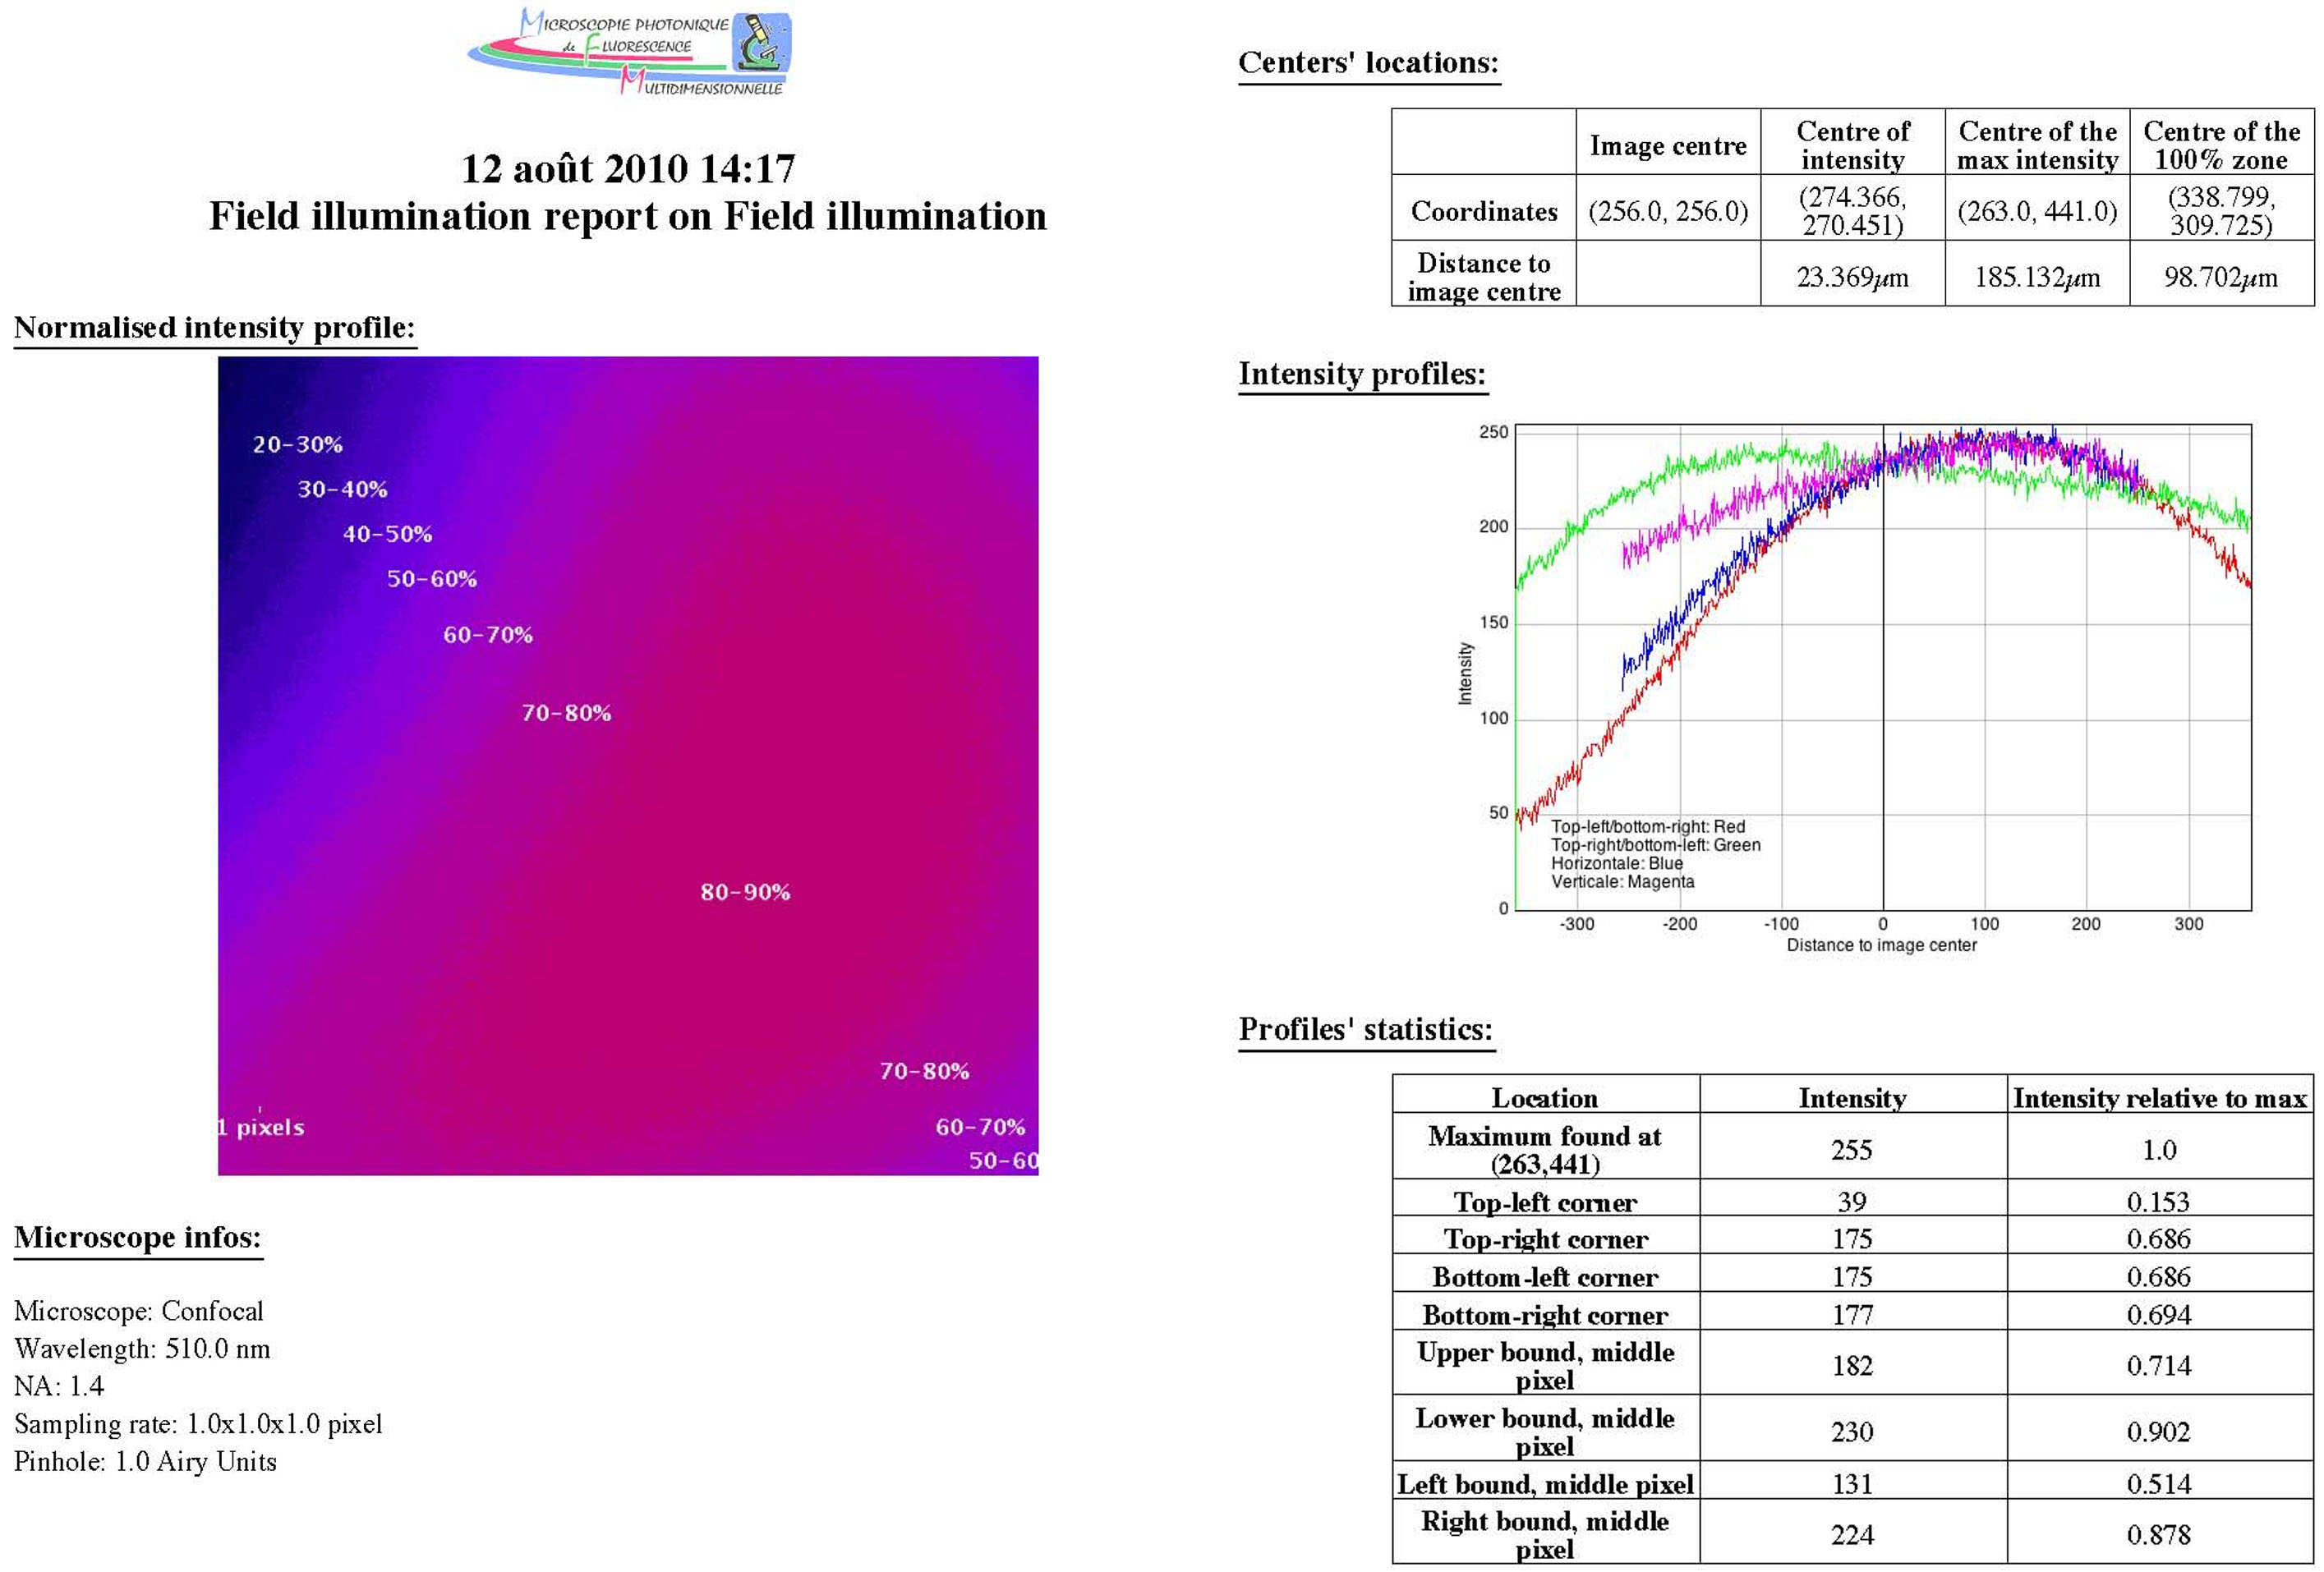 MICROSCOPIE PHOTONIQUE
de FLUORESCENCE
MULTIDIMENSIONNELLE
12 août 2010 14:17
Field illumination report on Field illumination
Normalised intensity profile:
20-30%
30-40%
40-50%
50-60%
60-70%
70-80%
80-90%
70-80%
1 pixels
60-70%
50-60
Microscope infos:
Microscope: Confocal
Wavelength: 510.0 nm
NA: 1.4
Sampling rate: 1.0x1.0x1.0 pixel
Pinhole: 1.0 Airy Units
Centers' locations:
Image centre
Centre of
intensity
Centre of the
max intensity
Centre of the
100% zone
Coordinates
(256.0, 256.0)
(274.366,
270.451)
(263.0, 441.0)
(338.799,
309.725)
Distance to
image centre
23.369µm
185.132µm
98.702µm
Intensity profiles:
250
200
150
100
50
0
Intensity
Top-left/bottom-right: Red
Top-right/bottom-left: Green
Horizontale: Blue
Verticale: Magenta
-300 -200 -100 0 100 200 300
Distance to image center
Profiles' statistics:
Location Intensity Intensity relative to max
Maximum found at
(263,441)
255 1.0
Top-left corner 39 0.153
Top-right corner 175 0.686
Bottom-left corner 175 0.686
Bottom-right corner 177 0.694
Upper bound, middle
pixel
182 0.714
Lower bound, middle
pixel
230 0.902
Left bound, middle pixel 131 0.514
Right bound, middle
pixel
224 0.878